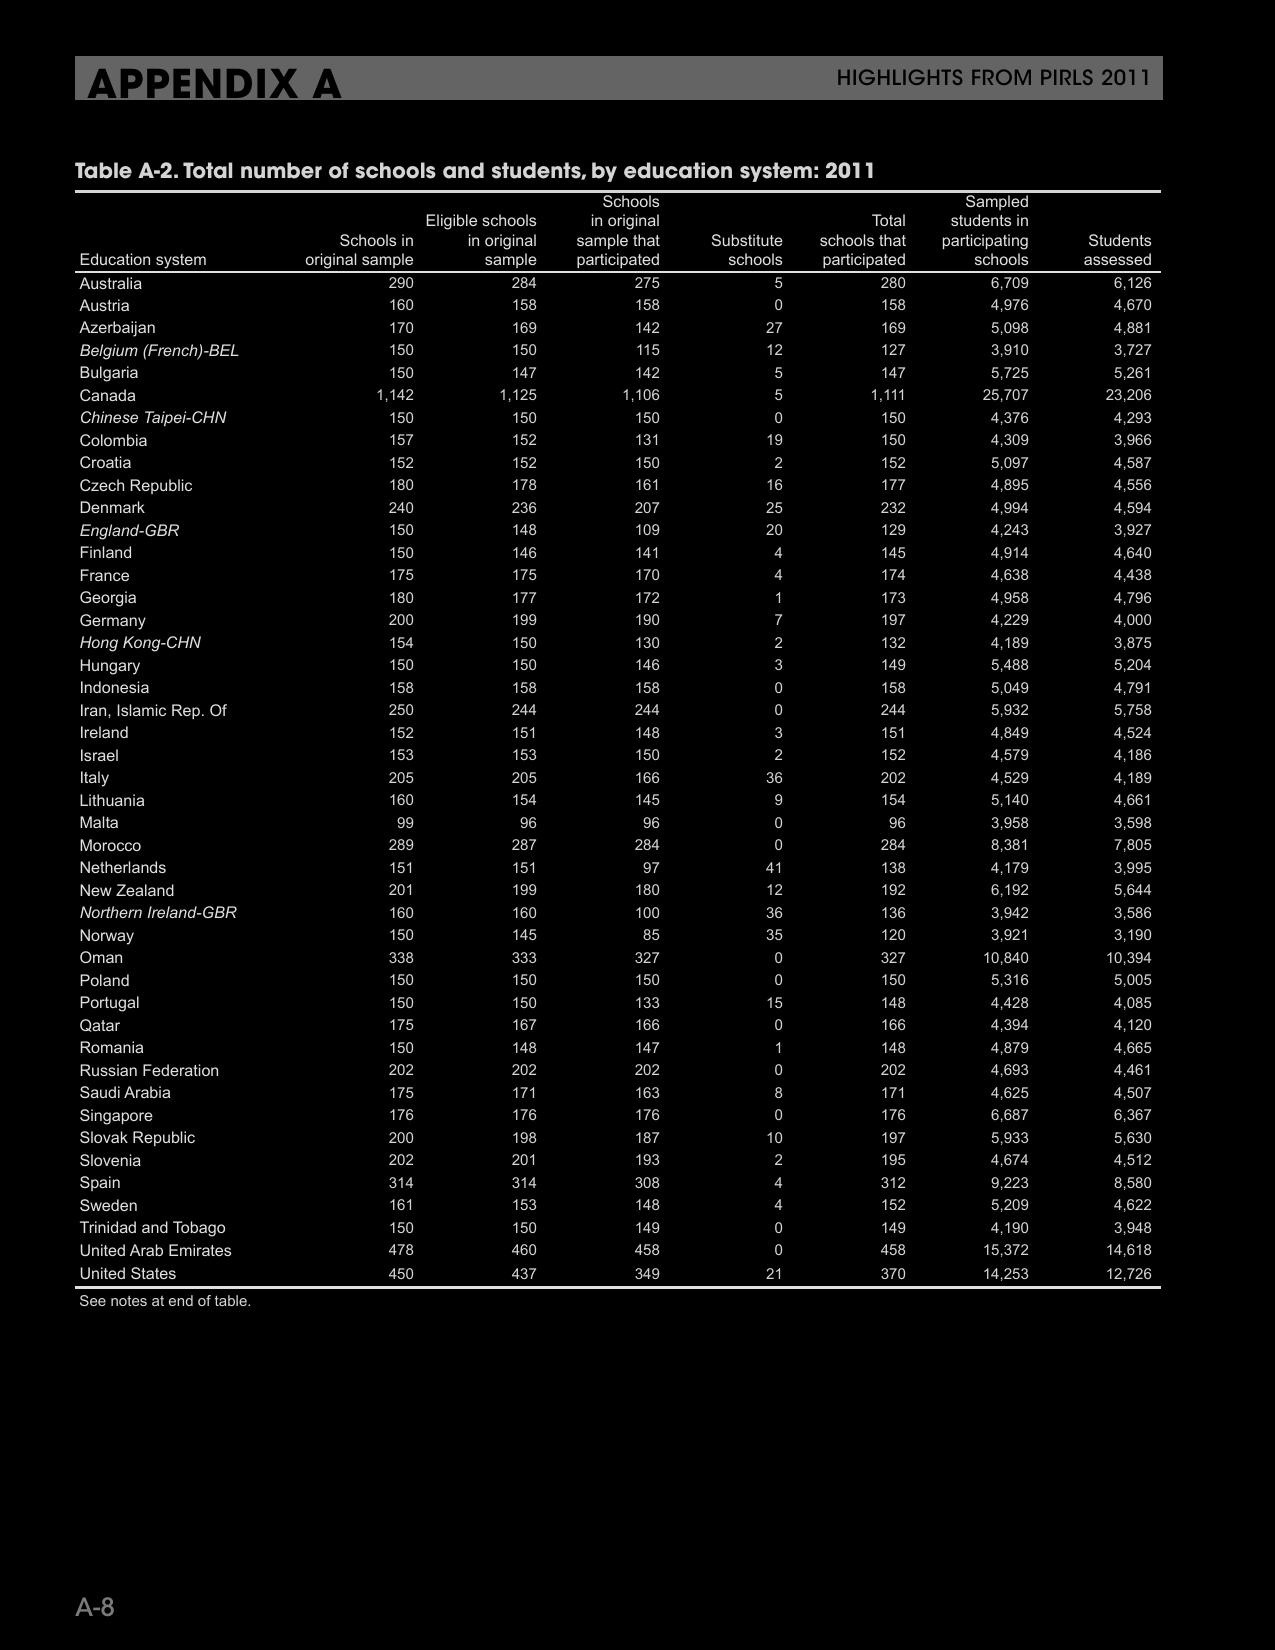 APPENDIX A
HIGHLIGHTS FROM PIRLS 2011
Table A-2. Total number of schools and students, by education system: 2011
Education system Schools in original sample Eligible schools in original sample Schools in original sample that participated Substitute schools Total schools that participated Sampled students in participating schools Students assessed
Australia 290 284 275 5 280 6,709 6,126
Austria 160 158 158 0 158 4,976 4,670
Azerbaijan 170 169 142 27 169 5,098 4,881
Belgium (French)-BEL 150 150 115 12 127 3,910 3,727
Bulgaria 150 147 142 5 147 5,725 5,261
Canada 1,142 1,125 1,106 5 1,111 25,707 23,206
Chinese Taipei-CHN 150 150 150 0 150 4,376 4,293
Colombia 157 152 131 19 150 4,309 3,966
Croatia 152 152 150 2 152 5,097 4,587
Czech Republic 180 178 161 16 177 4,895 4,556
Denmark 240 236 207 25 232 4,994 4,594
England-GBR 150 148 109 20 129 4,243 3,927
Finland 150 146 141 4 145 4,914 4,640
France 175 175 170 4 174 4,638 4,438
Georgia 180 177 172 1 173 4,958 4,796
Germany 200 199 190 7 197 4,229 4,000
Hong Kong-CHN 154 150 130 2 132 4,189 3,875
Hungary 150 150 146 3 149 5,488 5,204
Indonesia 158 158 158 0 158 5,049 4,791
Iran, Islamic Rep. Of 250 244 244 0 244 5,932 5,758
Ireland 152 151 148 3 151 4,849 4,524
Israel 153 153 150 2 152 4,579 4,186
Italy 205 205 166 36 202 4,529 4,189
Lithuania 160 154 145 9 154 5,140 4,661
Malta 99 96 96 0 96 3,958 3,598
Morocco 289 287 284 0 284 8,381 7,805
Netherlands 151 151 97 41 138 4,179 3,995
New Zealand 201 199 180 12 192 6,192 5,644
Northern Ireland-GBR 160 160 100 36 136 3,942 3,586
Norway 150 145 85 35 120 3,921 3,190
Oman 338 333 327 0 327 10,840 10,394
Poland 150 150 150 0 150 5,316 5,005
Portugal 150 150 133 15 148 4,428 4,085
Qatar 175 167 166 0 166 4,394 4,120
Romania 150 148 147 1 148 4,879 4,665
Russian Federation 202 202 202 0 202 4,693 4,461
Saudi Arabia 175 171 163 8 171 4,625 4,507
Singapore 176 176 176 0 176 6,687 6,367
Slovak Republic 200 198 187 10 197 5,933 5,630
Slovenia 202 201 193 2 195 4,674 4,512
Spain 314 314 308 4 312 9,223 8,580
Sweden 161 153 148 4 152 5,209 4,622
Trinidad and Tobago 150 150 149 0 149 4,190 3,948
United Arab Emirates 478 460 458 0 458 15,372 14,618
United States 450 437 349 21 370 14,253 12,726
See notes at end of table.
A-8